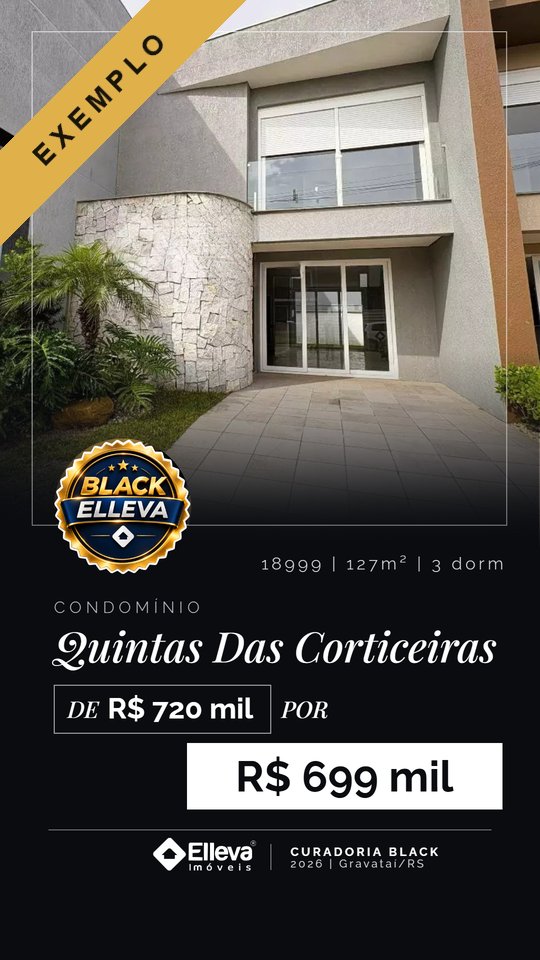 EXEMPLO
BLACK
ELLEVA
18999 | 127m² | 3 dorm
CONDOMÍNIO
Quintas Das Corticeiras
DE R$ 720 mil POR
R$ 699 mil
Elleva®
Imóveis
CURADORIA BLACK
2026 | Gravataí/RS